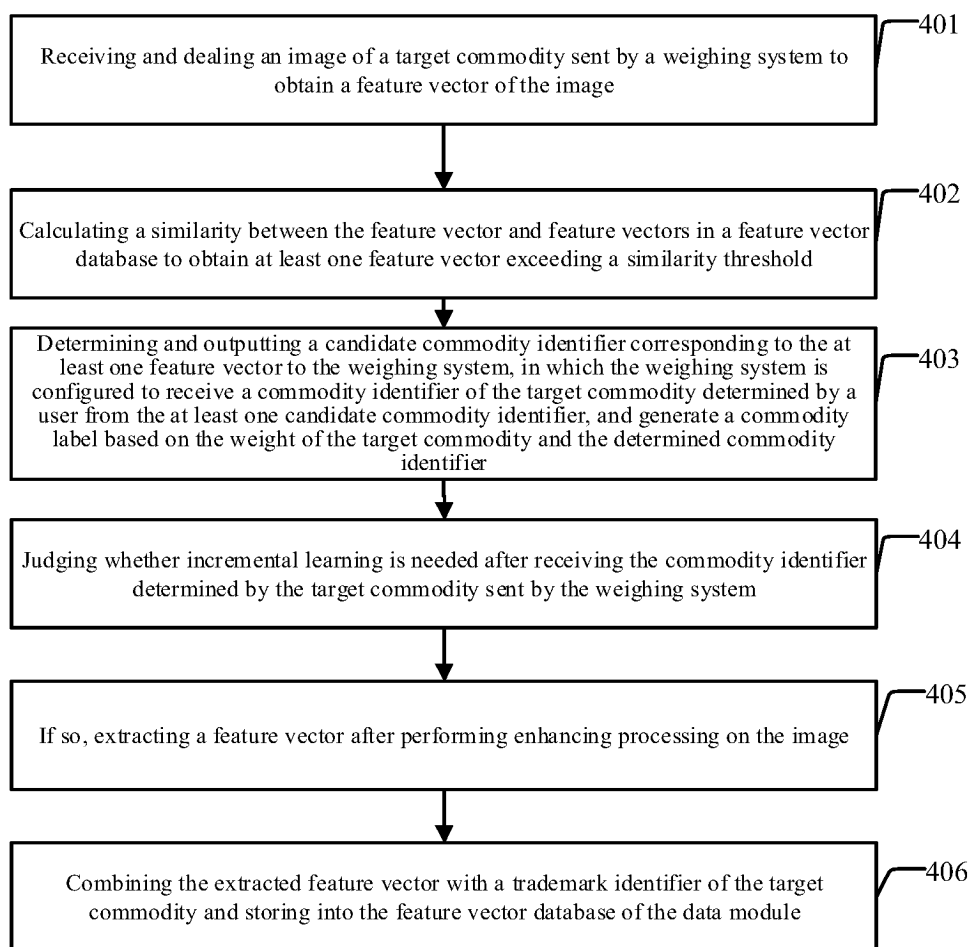 401
Receiving and dealing an image of a target commodity sent by a weighing system to
obtain a feature vector of the image
402
Calculating a similarity between the feature vector and feature vectors in a feature vector
database to obtain at least one feature vector exceeding a similarity threshold
403
Determining and outputting a candidate commodity identifier corresponding to the at
least one feature vector to the weighing system, in which the weighing system is
configured to receive a commodity identifier of the target commodity determined by a
user from the at least one candidate commodity identifier, and generate a commodity
label based on the weight of the target commodity and the determined commodity
identifier
404
Judging whether incremental learning is needed after receiving the commodity identifier
determined by the target commodity sent by the weighing system
405
If so, extracting a feature vector after performing enhancing processing on the image
406
Combining the extracted feature vector with a trademark identifier of the target
commodity and storing into the feature vector database of the data module